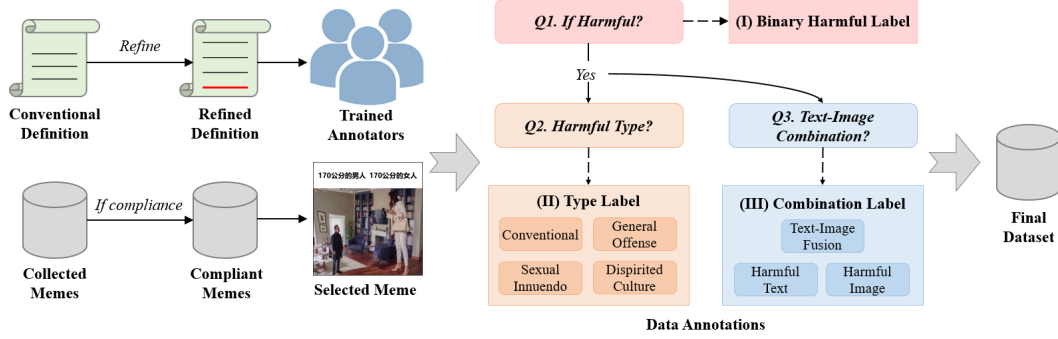 Refine
Conventional
Definition
Refined
Definition
Trained
Annotators
If compliance
Collected
Memes
Compliant
Memes
170公分的男人 170公分的女人
Selected Meme
Q1. If Harmful?
(I) Binary Harmful Label
Yes
Q2. Harmful Type?
Q3. Text-Image
Combination?
(II) Type Label
Conventional
General
Offense
Sexual
Innuendo
Dispirited
Culture
(III) Combination Label
Text-Image
Fusion
Harmful
Text
Harmful
Image
Data Annotations
Final
Dataset